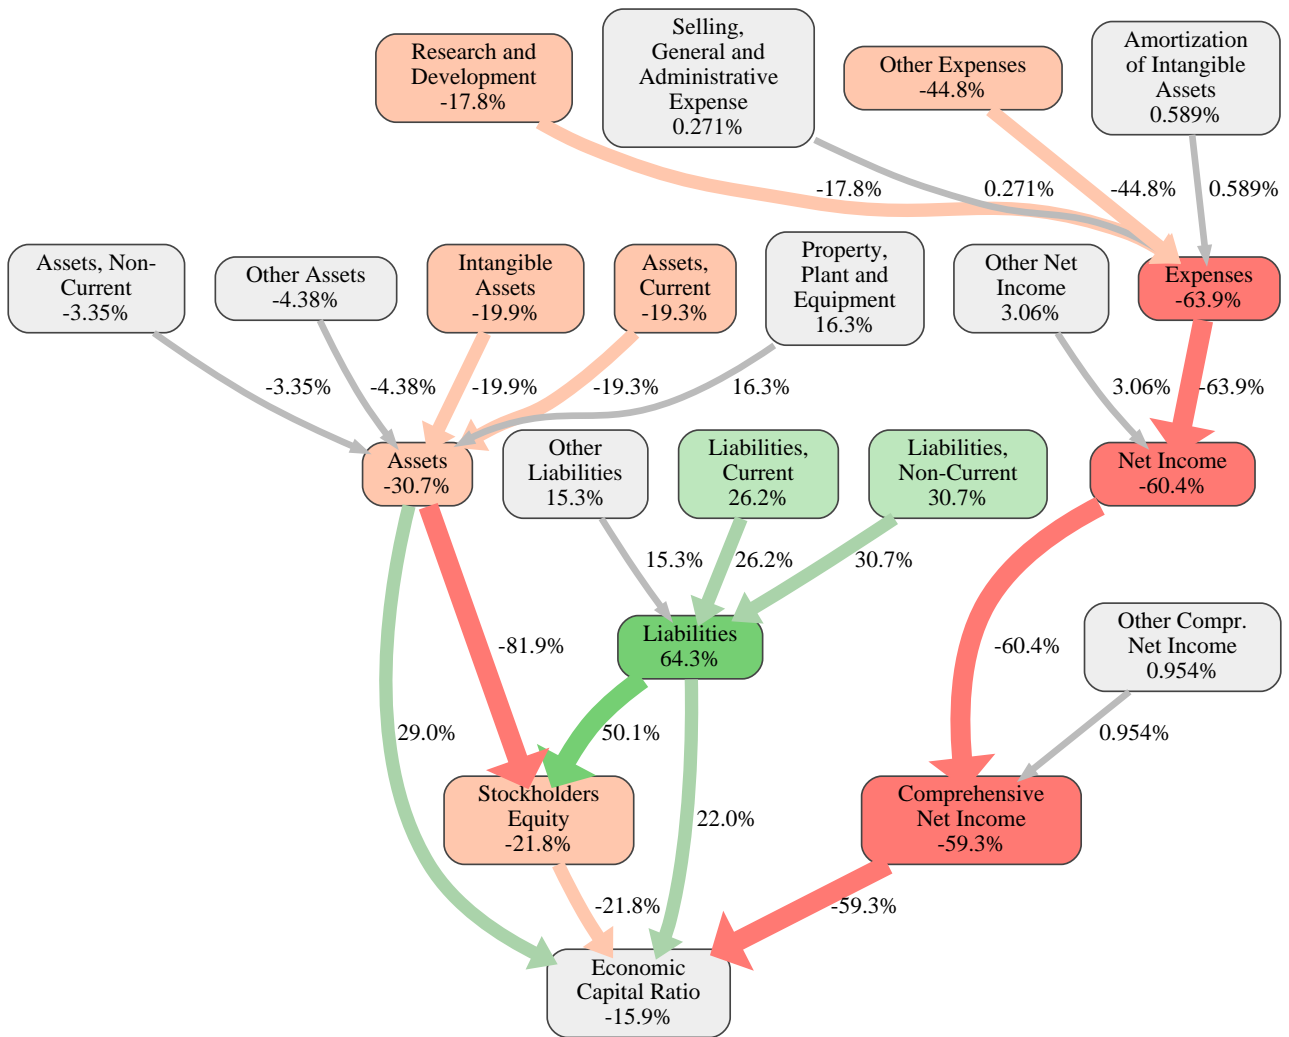 Research and
Development
-17.8%
Selling,
General and
Administrative
Expense
0.271%
Other Expenses
-44.8%
Amortization
of Intangible
Assets
0.589%
-17.8%
0.271%
-44.8%
0.589%
Assets, Non-
Current
-3.35%
Other Assets
-4.38%
Intangible
Assets
-19.9%
Assets,
Current
-19.3%
Property,
Plant and
Equipment
16.3%
Other Net
Income
3.06%
Expenses
-63.9%
-3.35%
-4.38%
-19.9%
-19.3%
16.3%
3.06%
-63.9%
Assets
-30.7%
Other
Liabilities
15.3%
Liabilities,
Current
26.2%
Liabilities,
Non-Current
30.7%
Net Income
-60.4%
15.3%
26.2%
30.7%
Liabilities
64.3%
Other Compr.
Net Income
0.954%
-81.9%
-60.4%
29.0%
50.1%
0.954%
Stockholders
Equity
-21.8%
22.0%
Comprehensive
Net Income
-59.3%
-21.8%
-59.3%
Economic
Capital Ratio
-15.9%